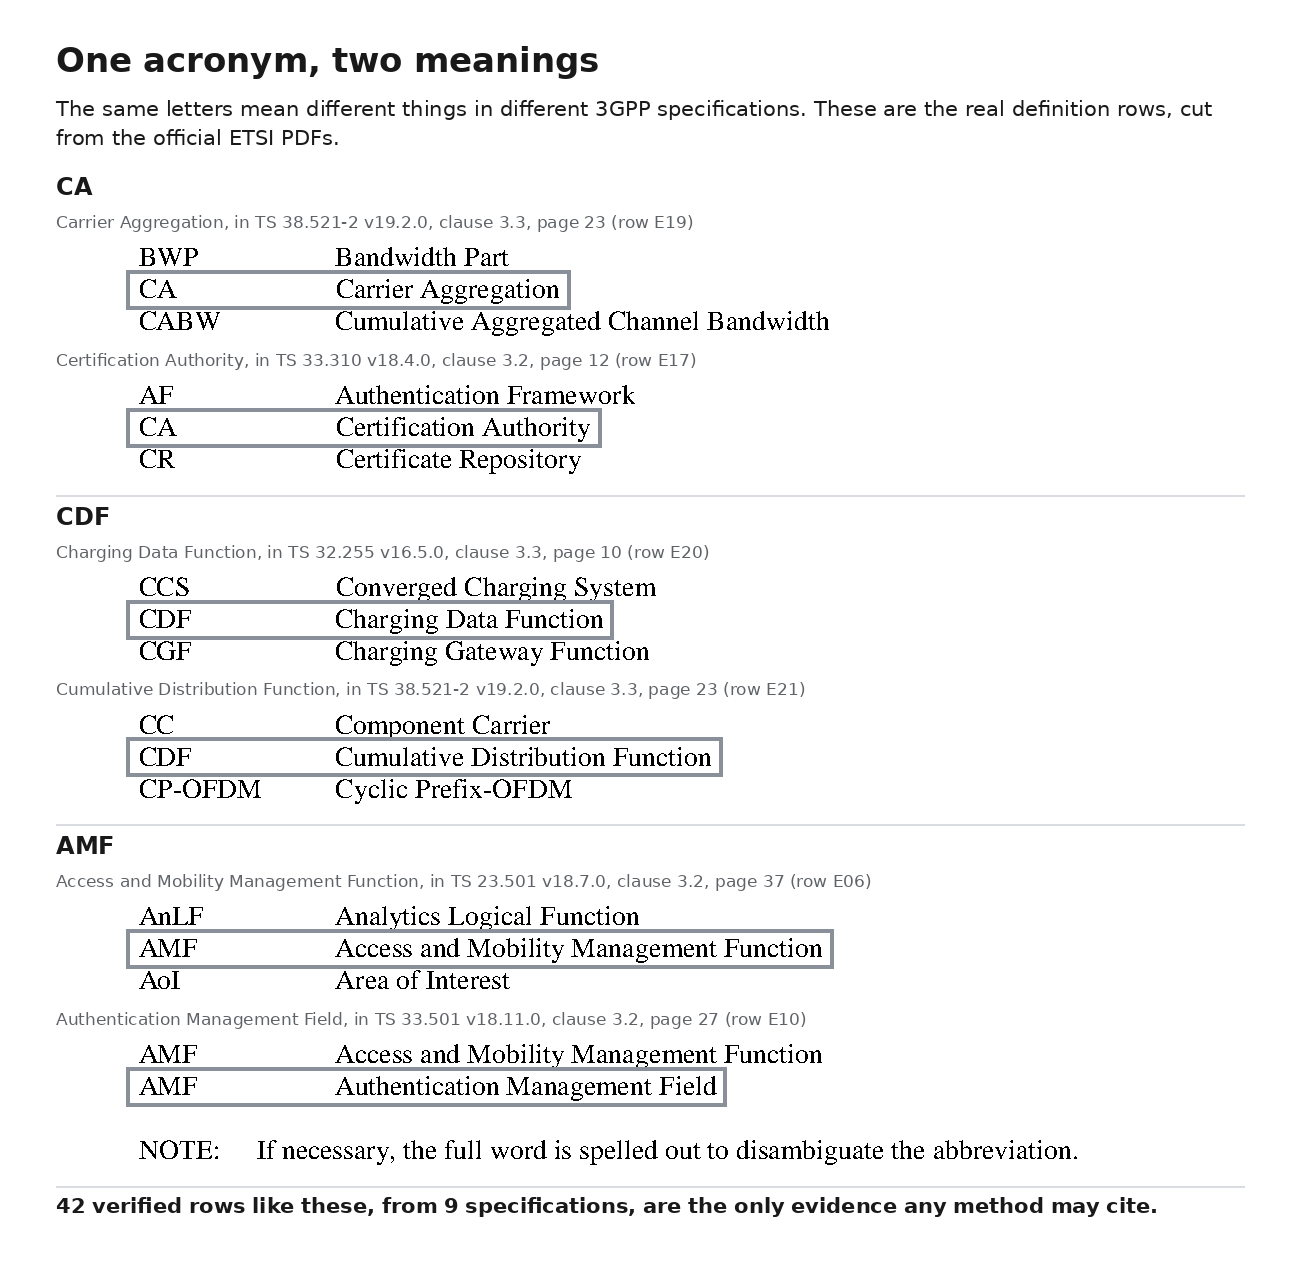 One acronym, two meanings
The same letters mean different things in different 3GPP specifications. These are the real definition rows, cut
from the official ETSI PDFs.
CA
Carrier Aggregation, in TS 38.521-2 v19.2.0, clause 3.3, page 23 (row E19)
BWP Bandwidth Part
CA Carrier Aggregation
CABW Cumulative Aggregated Channel Bandwidth
Certification Authority, in TS 33.310 v18.4.0, clause 3.2, page 12 (row E17)
AF Authentication Framework
CA Certification Authority
CR Certificate Repository
CDF
Charging Data Function, in TS 32.255 v16.5.0, clause 3.3, page 10 (row E20)
CCS Converged Charging System
CDF Charging Data Function
CGF Charging Gateway Function
Cumulative Distribution Function, in TS 38.521-2 v19.2.0, clause 3.3, page 23 (row E21)
CC Component Carrier
CDF Cumulative Distribution Function
CP-OFDM Cyclic Prefix-OFDM
AMF
Access and Mobility Management Function, in TS 23.501 v18.7.0, clause 3.2, page 37 (row E06)
AnLF Analytics Logical Function
AMF Access and Mobility Management Function
AoI Area of Interest
Authentication Management Field, in TS 33.501 v18.11.0, clause 3.2, page 27 (row E10)
AMF Access and Mobility Management Function
AMF Authentication Management Field
NOTE: If necessary, the full word is spelled out to disambiguate the abbreviation.
42 verified rows like these, from 9 specifications, are the only evidence any method may cite.